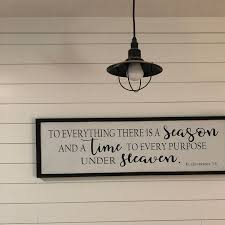 TO EVERYTHING THERE IS A Season
AND A time TO EVERY PURPOSE
UNDER Heaven.